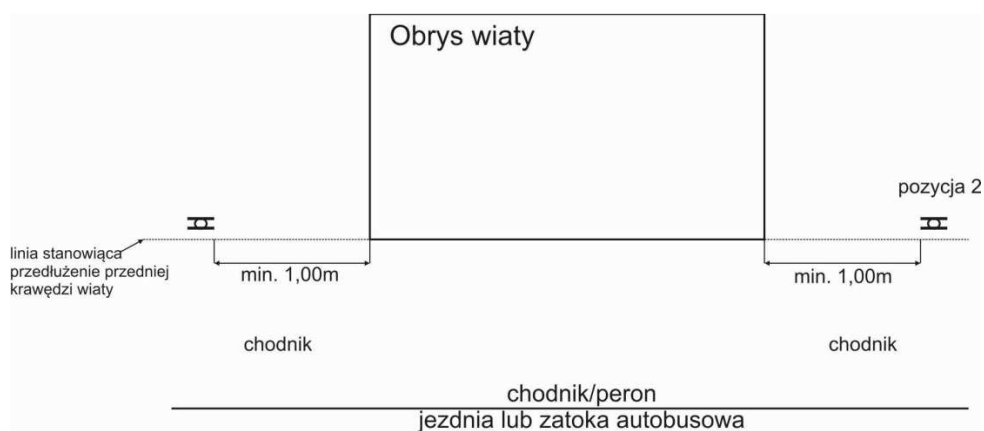 Obrys wiaty
pozycja 2
linia stanowiąca
przedłużenie przedniej
krawędzi wiaty
min. 1,00m
min. 1,00m
chodnik
chodnik
chodnik/peron
jezdnia lub zatoka autobusowa